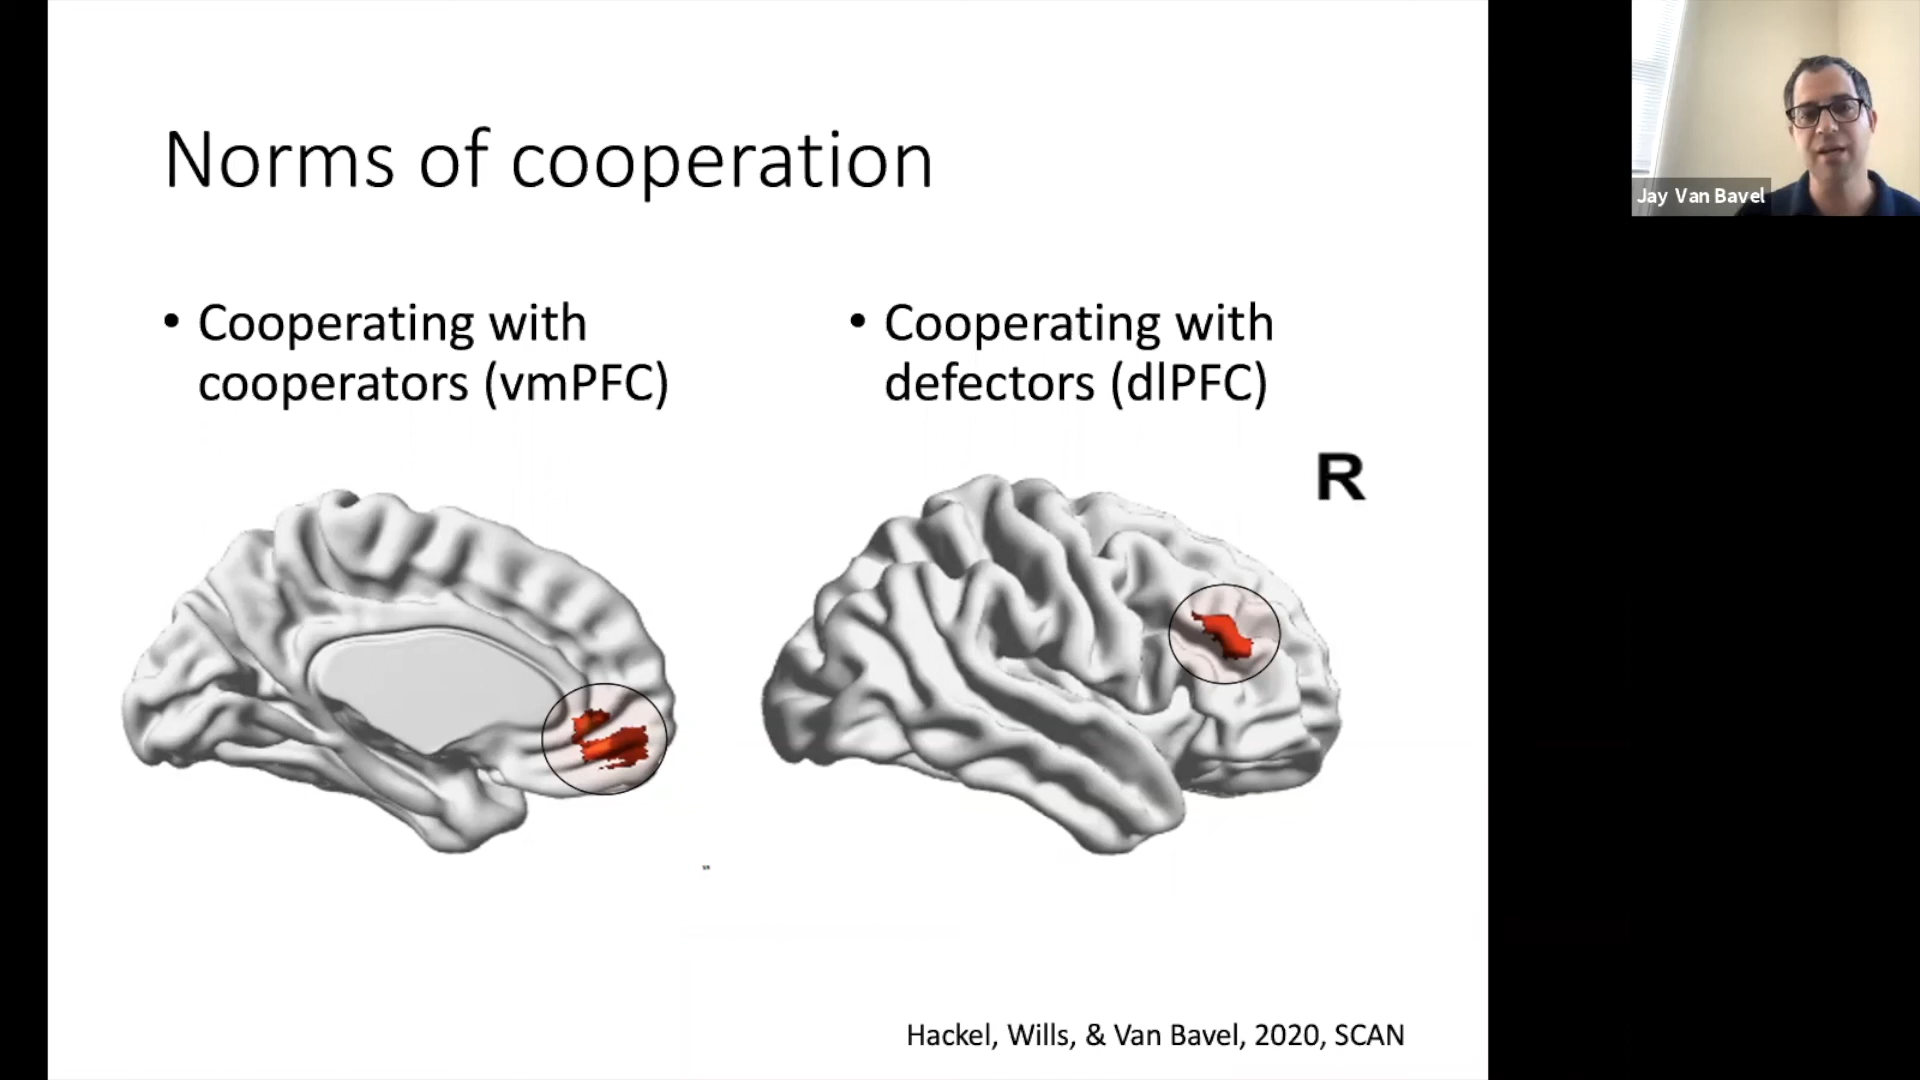 Norms of cooperation
• Cooperating with
cooperators (vmPFC)
• Cooperating with
defectors (dlPFC)
R
Hackel, Wills, & Van Bavel, 2020, SCAN
Jay Van Bavel